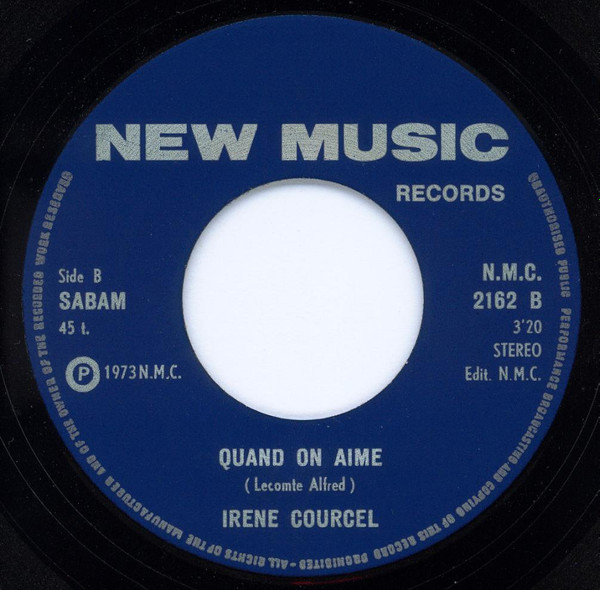 NEW MUSIC
RECORDS
Side B
SABAM
45 t.
Ⓟ 1973 N.M.C.
N.M.C.
2162 B
3'20
STEREO
Edit. N.M.C.
QUAND ON AIME
( Lecomte Alfred )
IRENE COURCEL
UNAUTHORISED PUBLIC PERFORMANCE BROADCASTING AND COPYING OF THIS RECORD PROHIBITED - ALL RIGHTS OF THE MANUFACTURER AND OF THE OWNER OF THE RECORDED WORK RESERVED